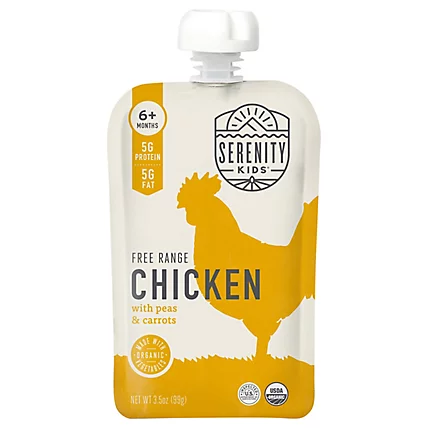 6+
MONTHS
5G
PROTEIN
5G
FAT
SERENITY
KIDS®
FREE RANGE
CHICKEN
with peas
& carrots
MADE WITH
ORGANIC
VEGETABLES
NET WT 3.5oz (99g)
U.S.
USDA
ORGANIC